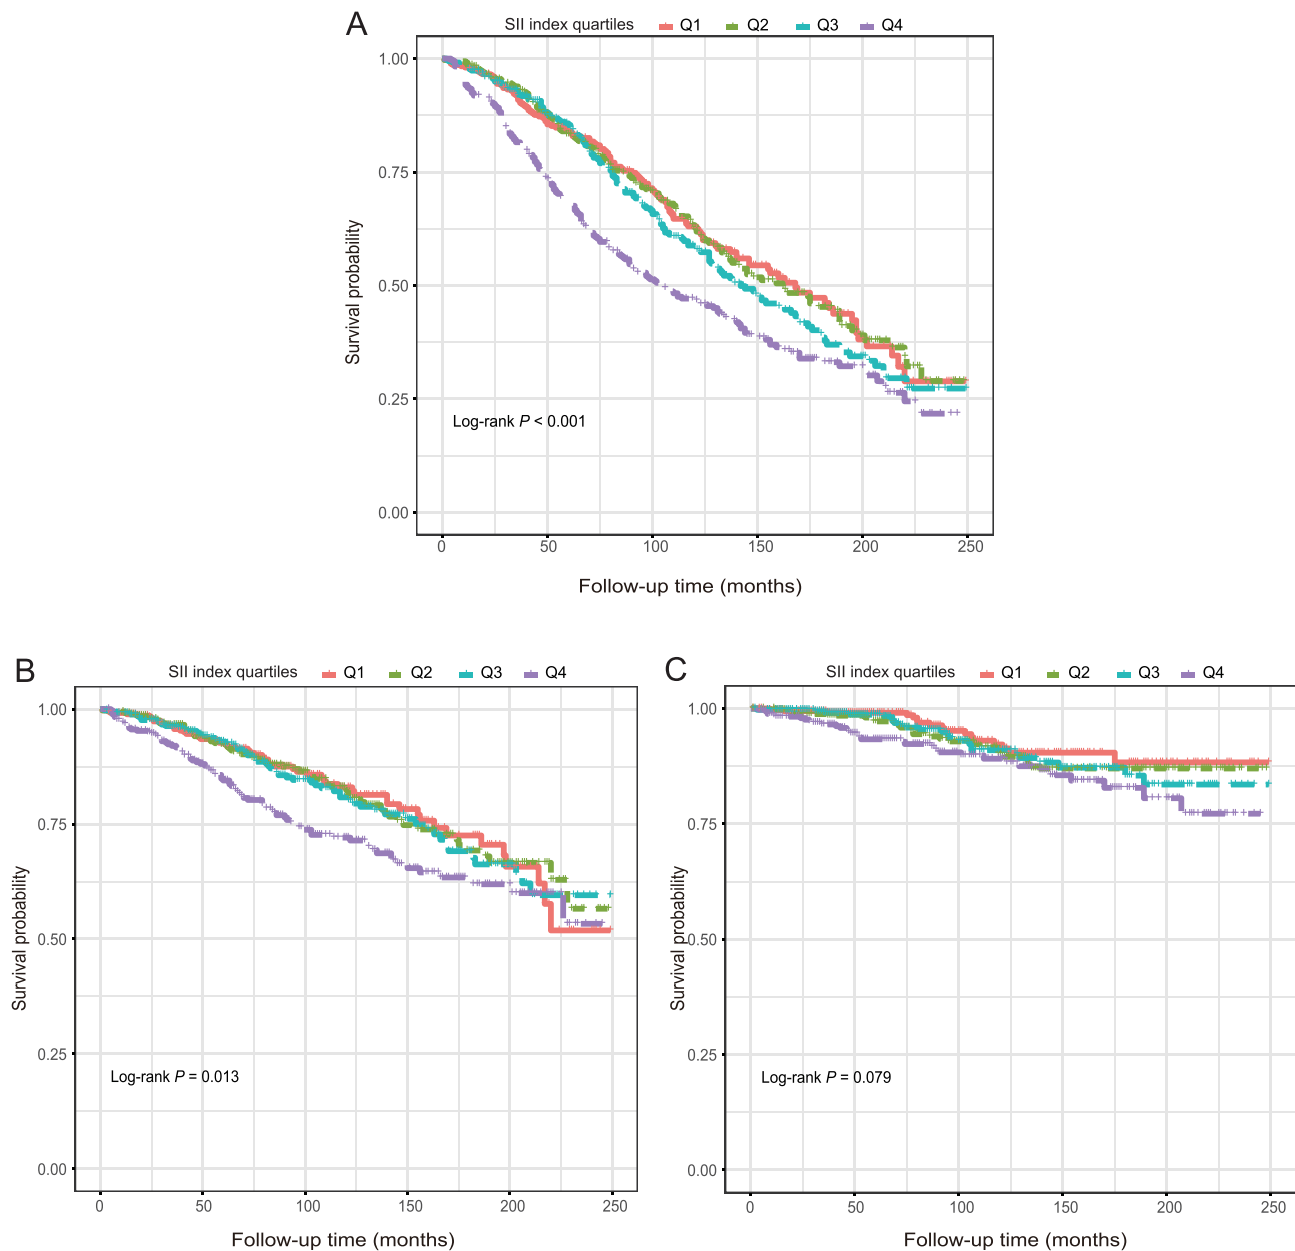 A
SII index quartiles Q1 Q2 Q3 Q4
1.00
0.75
0.50
0.25
0.00
Survival probability
Log-rank P < 0.001
0 50 100 150 200 250
Follow-up time (months)
B
SII index quartiles Q1 Q2 Q3 Q4
1.00
0.75
0.50
0.25
0.00
Survival probability
Log-rank P = 0.013
0 50 100 150 200 250
Follow-up time (months)
C
SII index quartiles Q1 Q2 Q3 Q4
1.00
0.75
0.50
0.25
0.00
Survival probability
Log-rank P = 0.079
0 50 100 150 200 250
Follow-up time (months)